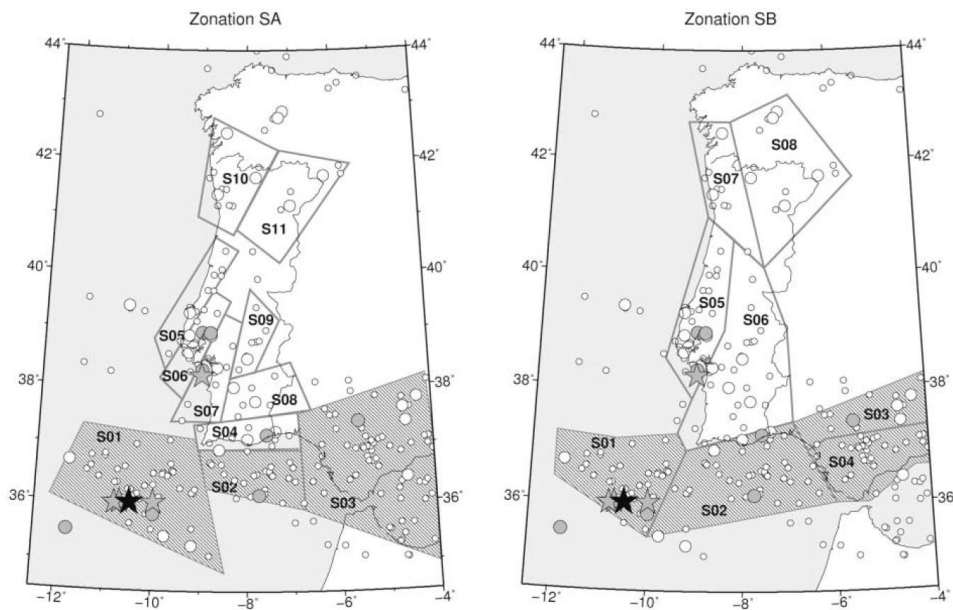 Zonation SA
44˚
44˚
42˚
42˚
40˚
40˚
38˚
38˚
36˚
36˚
−12˚
−10˚
−8˚
−6˚
−4˚
S10
S11
S09
S05
S06
S07
S08
S04
S01
S02
S03
Zonation SB
44˚
44˚
42˚
42˚
40˚
40˚
38˚
38˚
36˚
36˚
−12˚
−10˚
−8˚
−6˚
−4˚
S08
S07
S05
S06
S03
S01
S04
S02